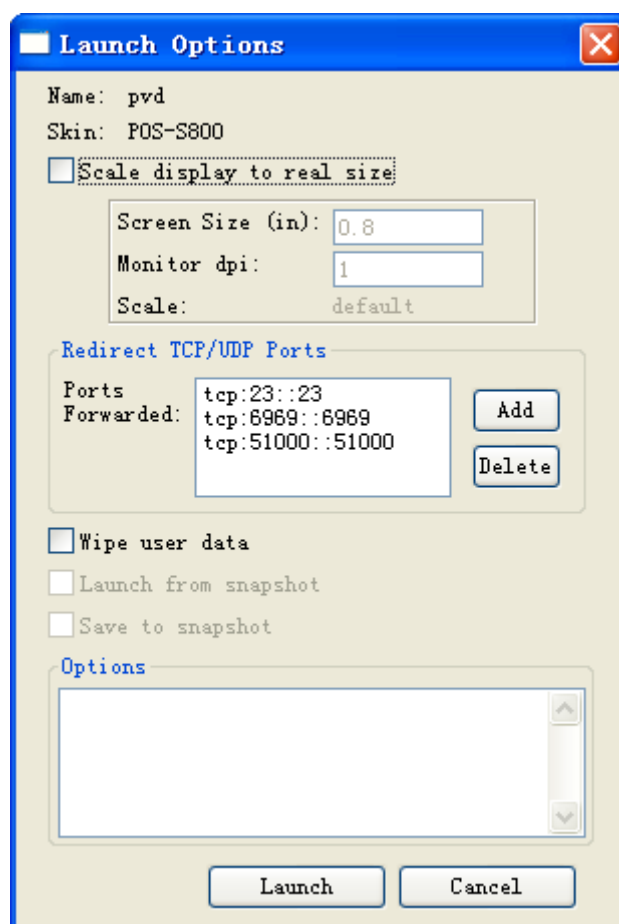 Launch Options
Name: pvd
Skin: POS-S800
Scale display to real size
Screen Size (in): 0.8
Monitor dpi: 1
Scale: default
Redirect TCP/UDP Ports
Ports Forwarded:
tcp:23::23
tcp:6969::6969
tcp:51000::51000
Add
Delete
Wipe user data
Launch from snapshot
Save to snapshot
Options
Launch Cancel